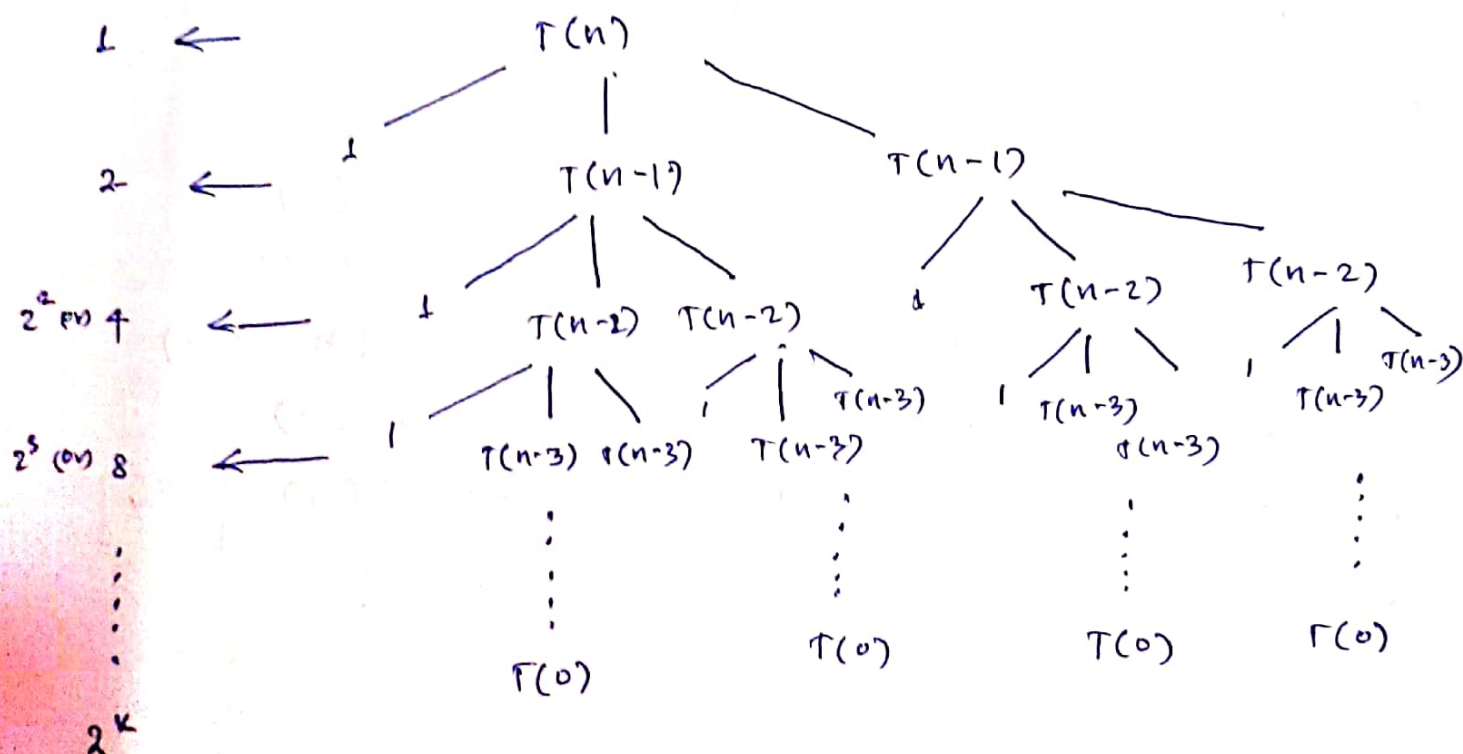 1 ← T(n)
1 T(n-1) T(n-1)
2 ←
1 T(n-2) T(n-2) 1 T(n-2) T(n-2)
2² (or) 4 ←
1 T(n-3) T(n-3) 1 T(n-3) T(n-3) 1 T(n-3) T(n-3) 1 T(n-3) T(n-3)
2³ (or) 8 ←
T(0) T(0) T(0) T(0)
2ᴷ